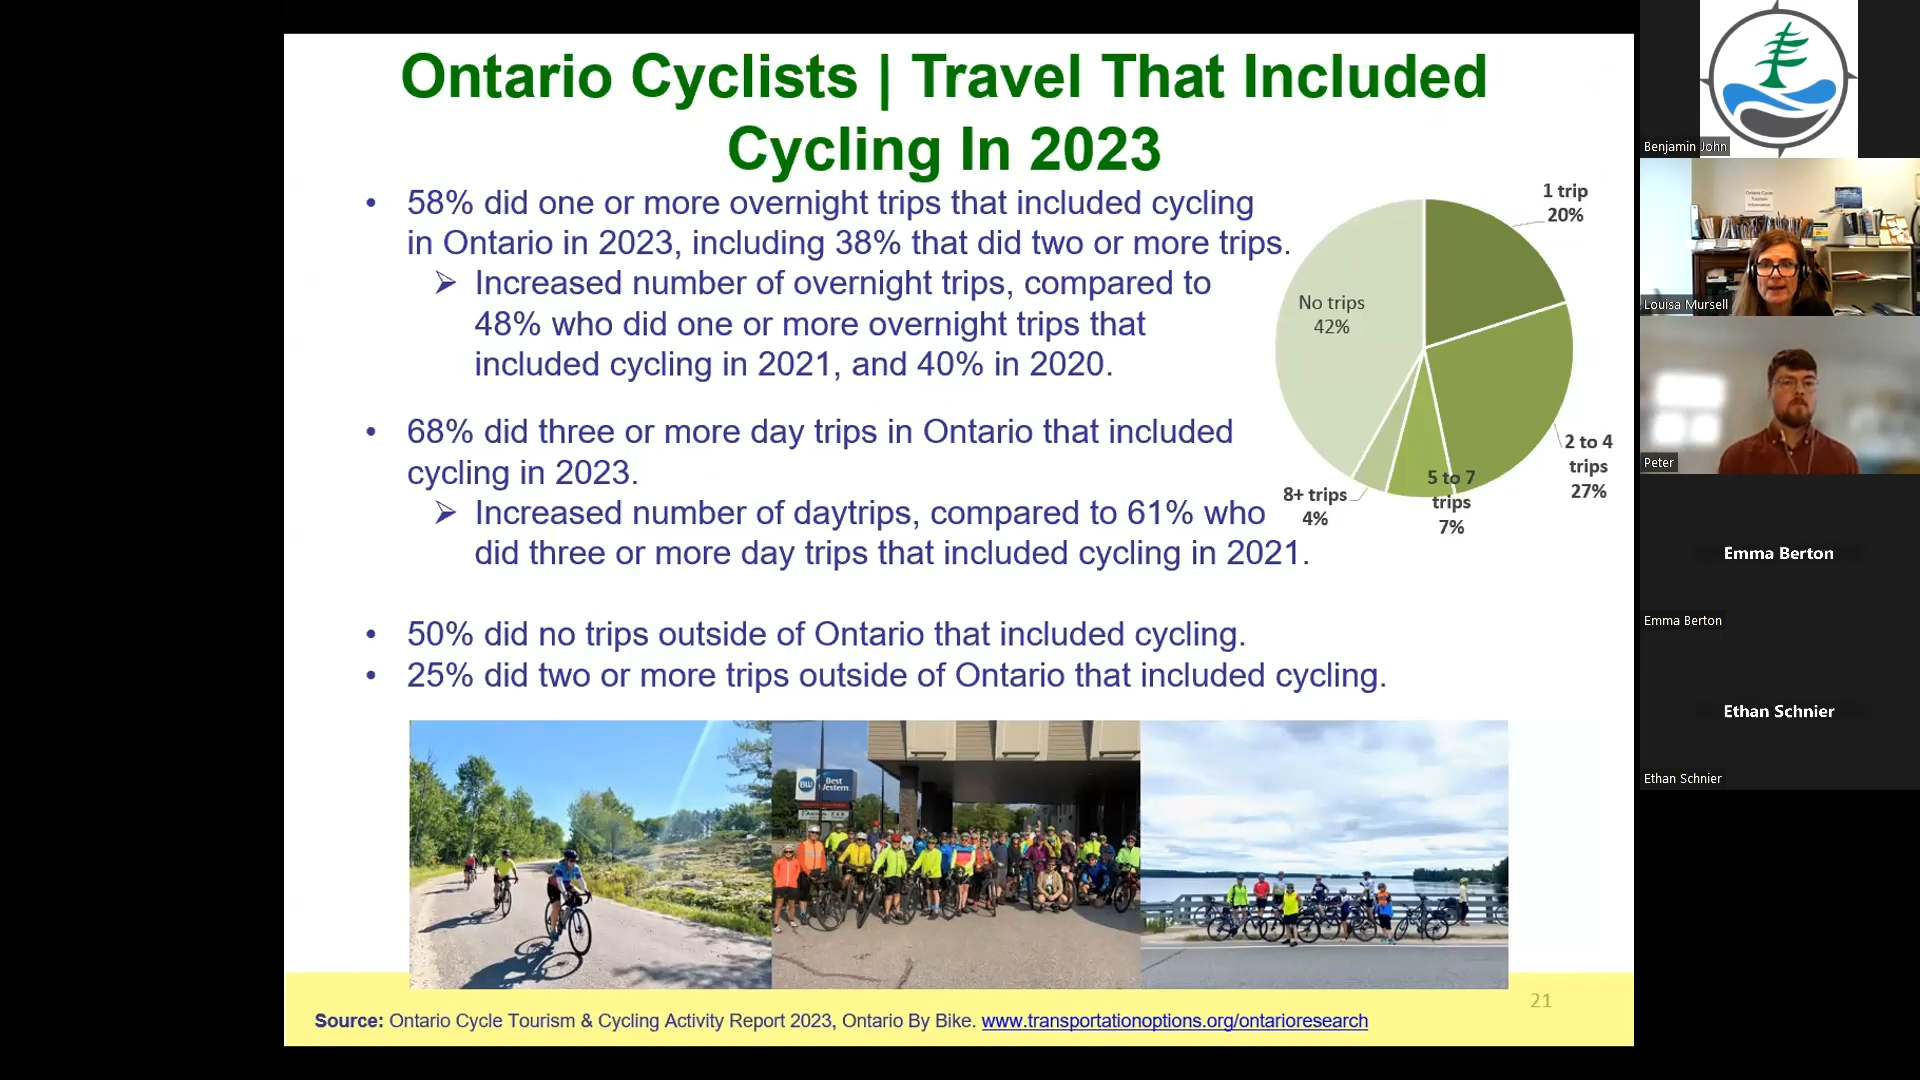 Ontario Cyclists | Travel That Included
Cycling In 2023
• 58% did one or more overnight trips that included cycling
in Ontario in 2023, including 38% that did two or more trips.
➢ Increased number of overnight trips, compared to
48% who did one or more overnight trips that
included cycling in 2021, and 40% in 2020.
• 68% did three or more day trips in Ontario that included
cycling in 2023.
➢ Increased number of daytrips, compared to 61% who
did three or more day trips that included cycling in 2021.
• 50% did no trips outside of Ontario that included cycling.
• 25% did two or more trips outside of Ontario that included cycling.
1 trip
20%
No trips
42%
2 to 4
trips
27%
5 to 7
trips
7%
8+ trips
4%
BW
Best
Western
Source: Ontario Cycle Tourism & Cycling Activity Report 2023, Ontario By Bike. www.transportationoptions.org/ontarioresearch
21
Benjamin John
Ontario Cycle
Tourism
Information
Louisa Mursell
Peter
Emma Berton
Emma Berton
Ethan Schnier
Ethan Schnier